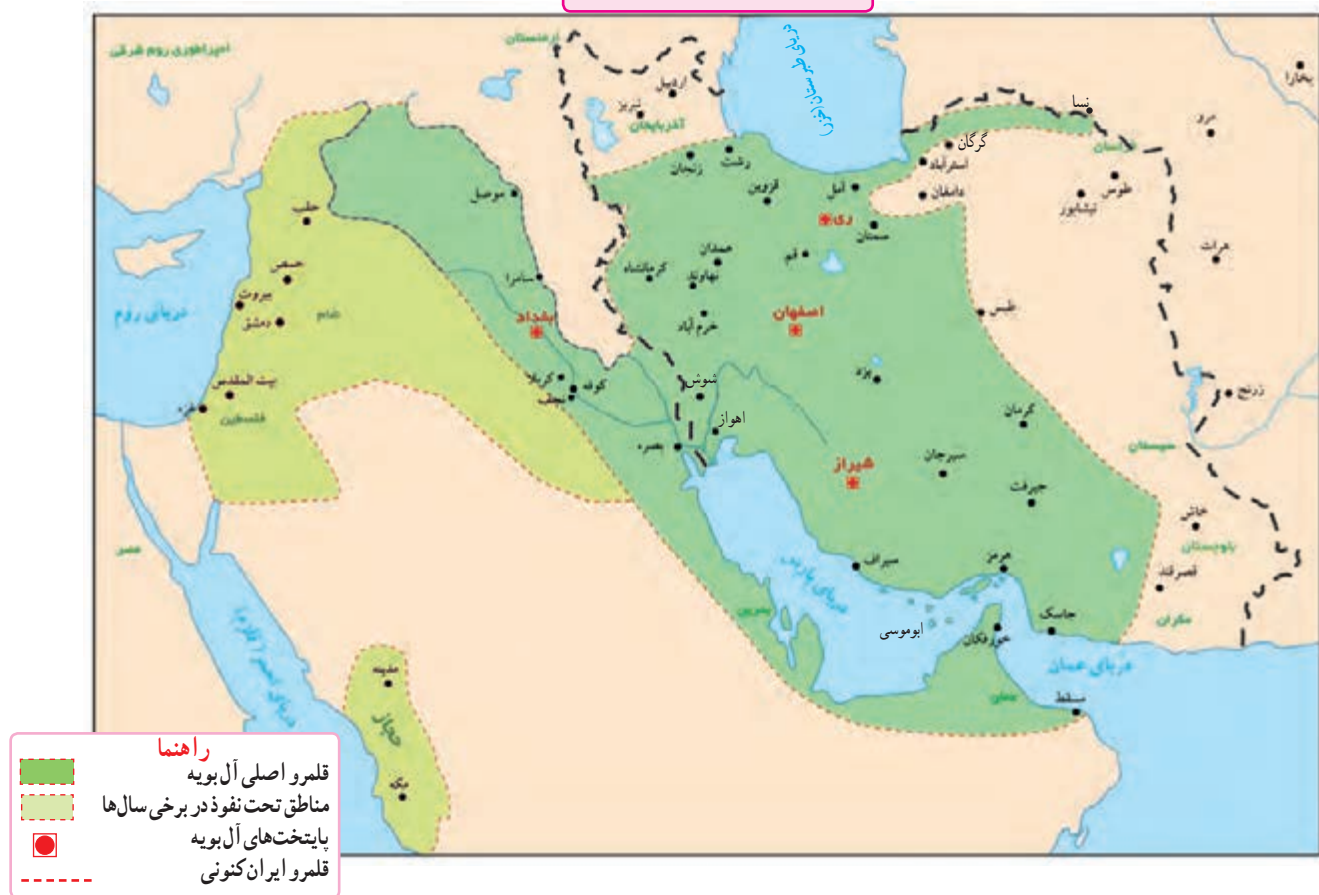 امپراطوری روم شرقی
ارمنستان
دریای طبرستان (خزر)
بخارا
اردبیل
تبریز
آذربایجان
نسا
مرو
گرگان
خراسان
استرآباد
رشت
زنجان
طوس
نیشابور
دامغان
آمل
قزوین
موصل
ری
سمنان
حلب
هرات
همدان
قم
کرمانشاه
نهاوند
سامرا
حمص
بیروت
شام
دمشق
دریای روم
بغداد
اصفهان
طبس
خرم آباد
یزد
کربلا
کوفه
نجف
شوش
بیت المقدس
غزه
فلسطین
زرنج
کرمان
اهواز
بصره
سیستان
شیراز
سیرجان
جیرفت
خاش
بلوچستان
مصر
سیراف
هرمز
قصرقند
دریای پارس
بحرین
جاسک
مکران
ابوموسی
خورفکان
دریای احمر (قلزم)
مدینه
دریای عمان
عمان
مسقط
حجاز
مکه
راهنما
قلمرو اصلی آل‌بویه
مناطق تحت نفوذ در برخی سال‌ها
پایتخت‌های آل‌بویه
قلمرو ایران کنونی